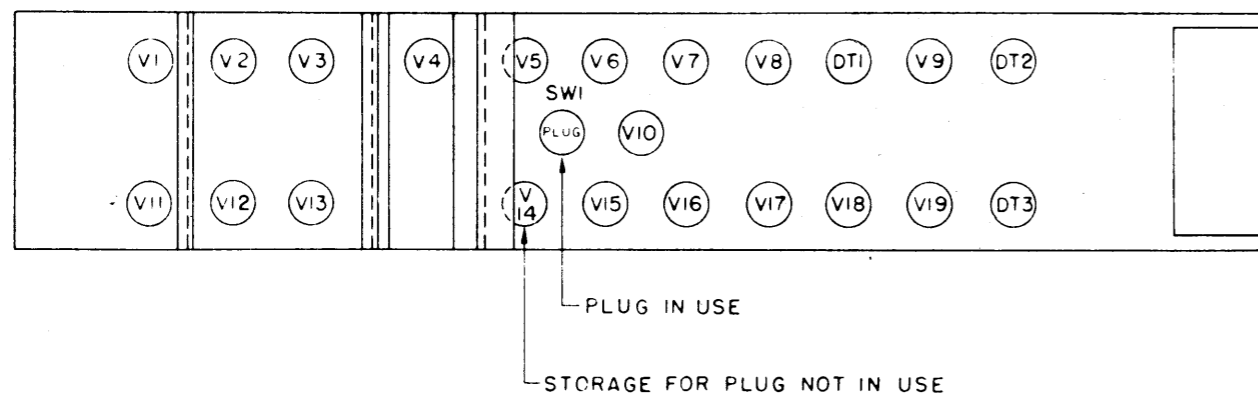 V1 V2 V3 V4 V5 V6 V7 V8 DT1 V9 DT2
SW1
PLUG V10
V11 V12 V13 V14 V15 V16 V17 V18 V19 DT3
PLUG IN USE
STORAGE FOR PLUG NOT IN USE